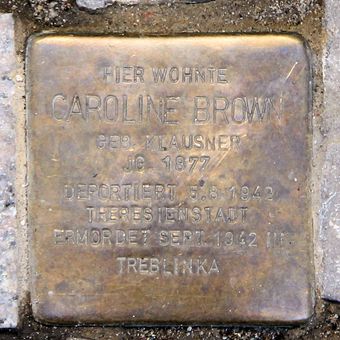 HIER WOHNTE
CAROLINE BROWN
GEB. KLAUSNER
JG. 1877
DEPORTIERT 5.8.1942
THERESIENSTADT
ERMORDET SEPT. 1942 IN
TREBLINKA